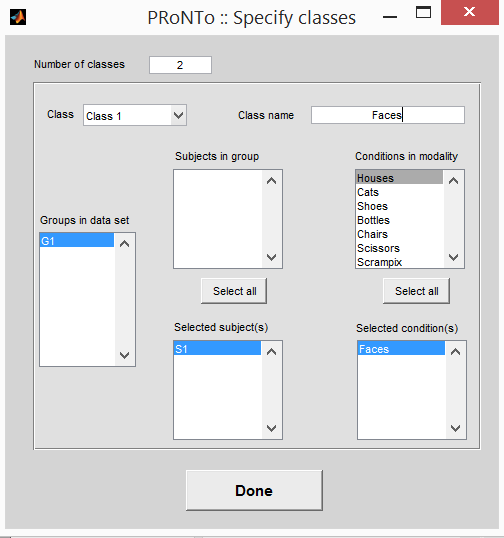 PRoNTo :: Specify classes
Number of classes
2
Class
Class 1
Class name
Faces
Subjects in group
Conditions in modality
Houses
Cats
Shoes
Bottles
Chairs
Scissors
Scrampix
Groups in data set
G1
Select all
Select all
Selected subject(s)
Selected condition(s)
S1
Faces
Done